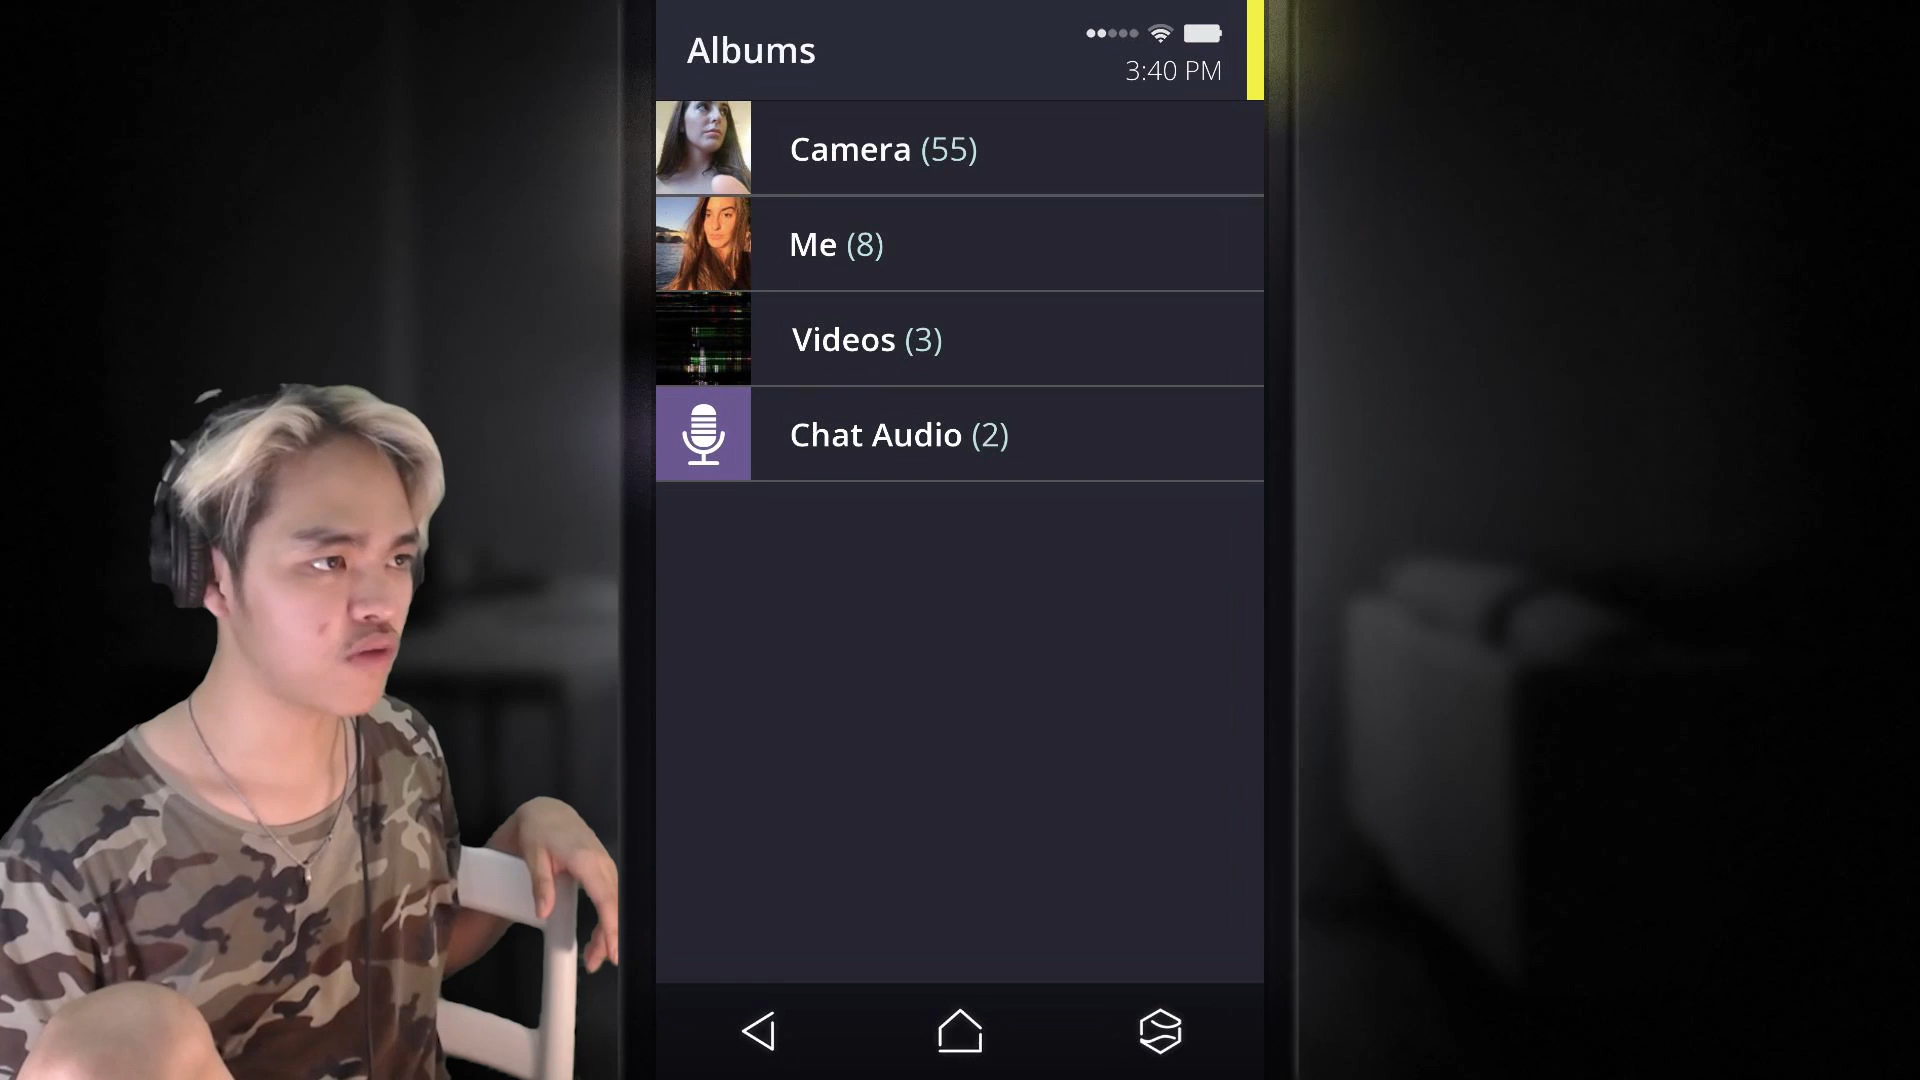 Albums
3:40 PM
Camera (55)
Me (8)
Videos (3)
Chat Audio (2)